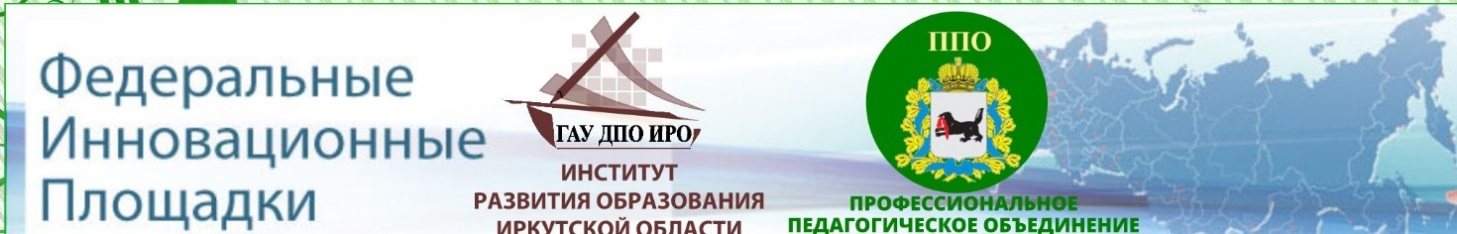 Федеральные
Инновационные
Площадки
ГАУ ДПО ИРО
ИНСТИТУТ
РАЗВИТИЯ ОБРАЗОВАНИЯ
ИРКУТСКОЙ ОБЛАСТИ
ППО
ПРОФЕССИОНАЛЬНОЕ
ПЕДАГОГИЧЕСКОЕ ОБЪЕДИНЕНИЕ